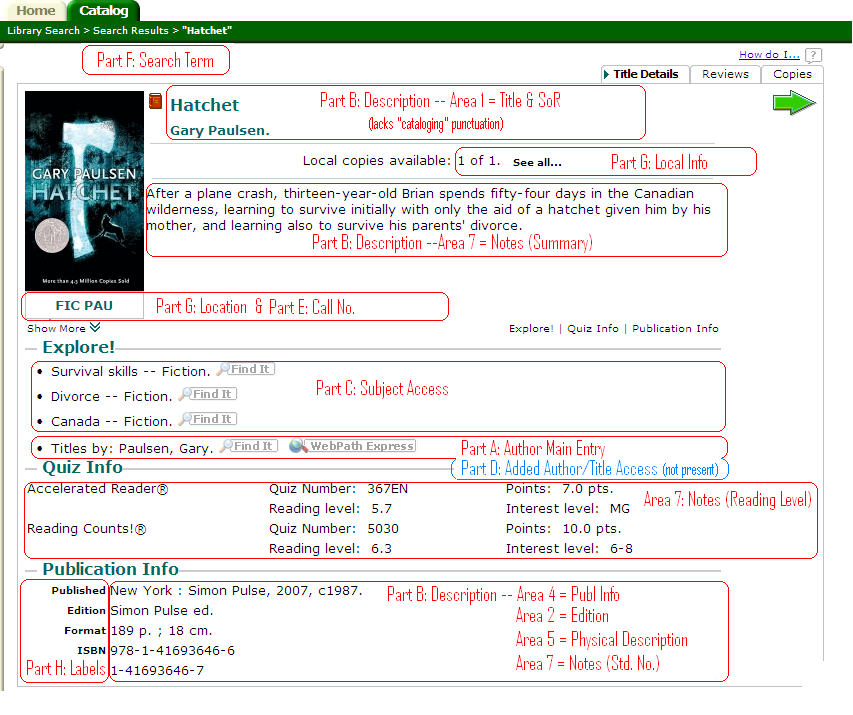 Home Catalog
Library Search > Search Results > "Hatchet"
Part F: Search Term
How do I... ?
Title Details Reviews Copies
Hatchet
Part B: Description -- Area 1 = Title & SoR
(lacks "cataloging" punctuation)
Gary Paulsen.
Local copies available: 1 of 1. See all...
Part G: Local Info
GARY PAULSEN
HATCHET
More than 4.5 Million Copies Sold
After a plane crash, thirteen-year-old Brian spends fifty-four days in the Canadian
wilderness, learning to survive initially with only the aid of a hatchet given him by his
mother, and learning also to survive his parents' divorce.
Part B: Description --Area 7 = Notes (Summary)
FIC PAU
Part G: Location & Part E: Call No.
Show More
Explore! | Quiz Info | Publication Info
Explore!
• Survival skills -- Fiction. Find It
• Divorce -- Fiction. Find It
• Canada -- Fiction. Find It
Part C: Subject Access
• Titles by: Paulsen, Gary. Find It WebPath Express
Part A: Author Main Entry
Part D: Added Author/Title Access (not present)
Quiz Info
Accelerated Reader® Quiz Number: 367EN Points: 7.0 pts.
Reading level: 5.7 Interest level: MG
Area 7: Notes (Reading Level)
Reading Counts!® Quiz Number: 5030 Points: 10.0 pts.
Reading level: 6.3 Interest level: 6-8
Publication Info
Published New York : Simon Pulse, 2007, c1987.
Part B: Description -- Area 4 = Publ Info
Edition Simon Pulse ed.
Area 2 = Edition
Format 189 p. ; 18 cm.
Area 5 = Physical Description
ISBN 978-1-41693646-6
Area 7 = Notes (Std. No.)
Part H: Labels
1-41693646-7